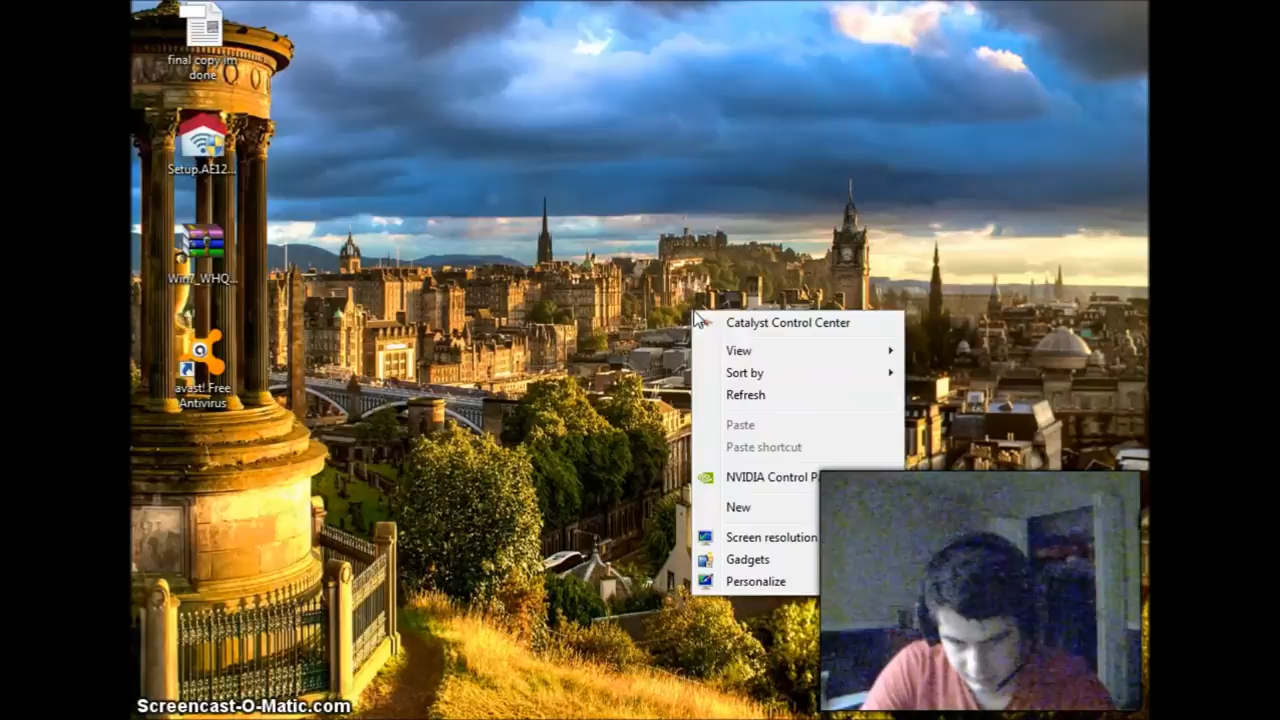 final copy im
done
Setup.AE12...
Win7_WHQ...
avast! Free
Antivirus
Catalyst Control Center
View
Sort by
Refresh
Paste
Paste shortcut
NVIDIA Control P
New
Screen resolution
Gadgets
Personalize
Screencast-O-Matic.com